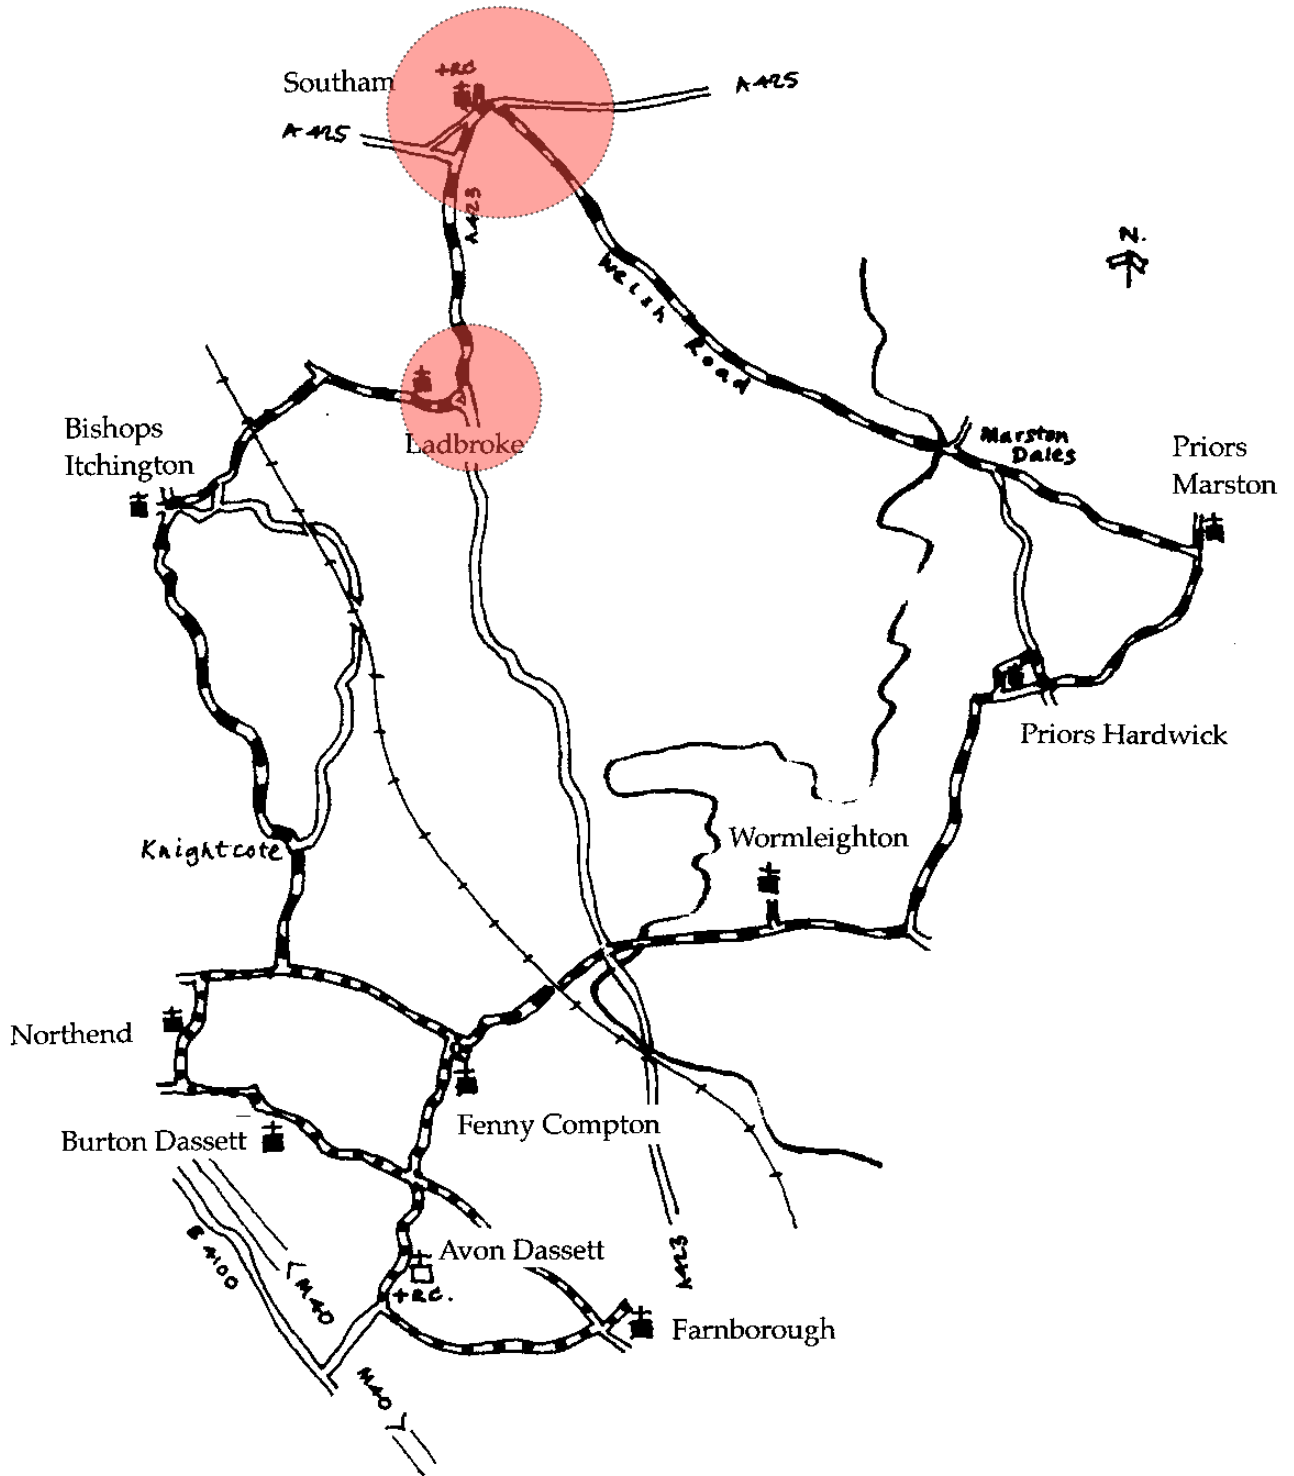 +RC
Southam
A425
A425
A423
N.
Welsh Road
Ladbroke
Bishops
Itchington
Marston
Dales
Priors
Marston
Priors Hardwick
Wormleighton
Knightcote
Northend
Fenny Compton
Burton Dassett
B4100
<M40
Avon Dassett
+RC.
A423
Farnborough
M40>